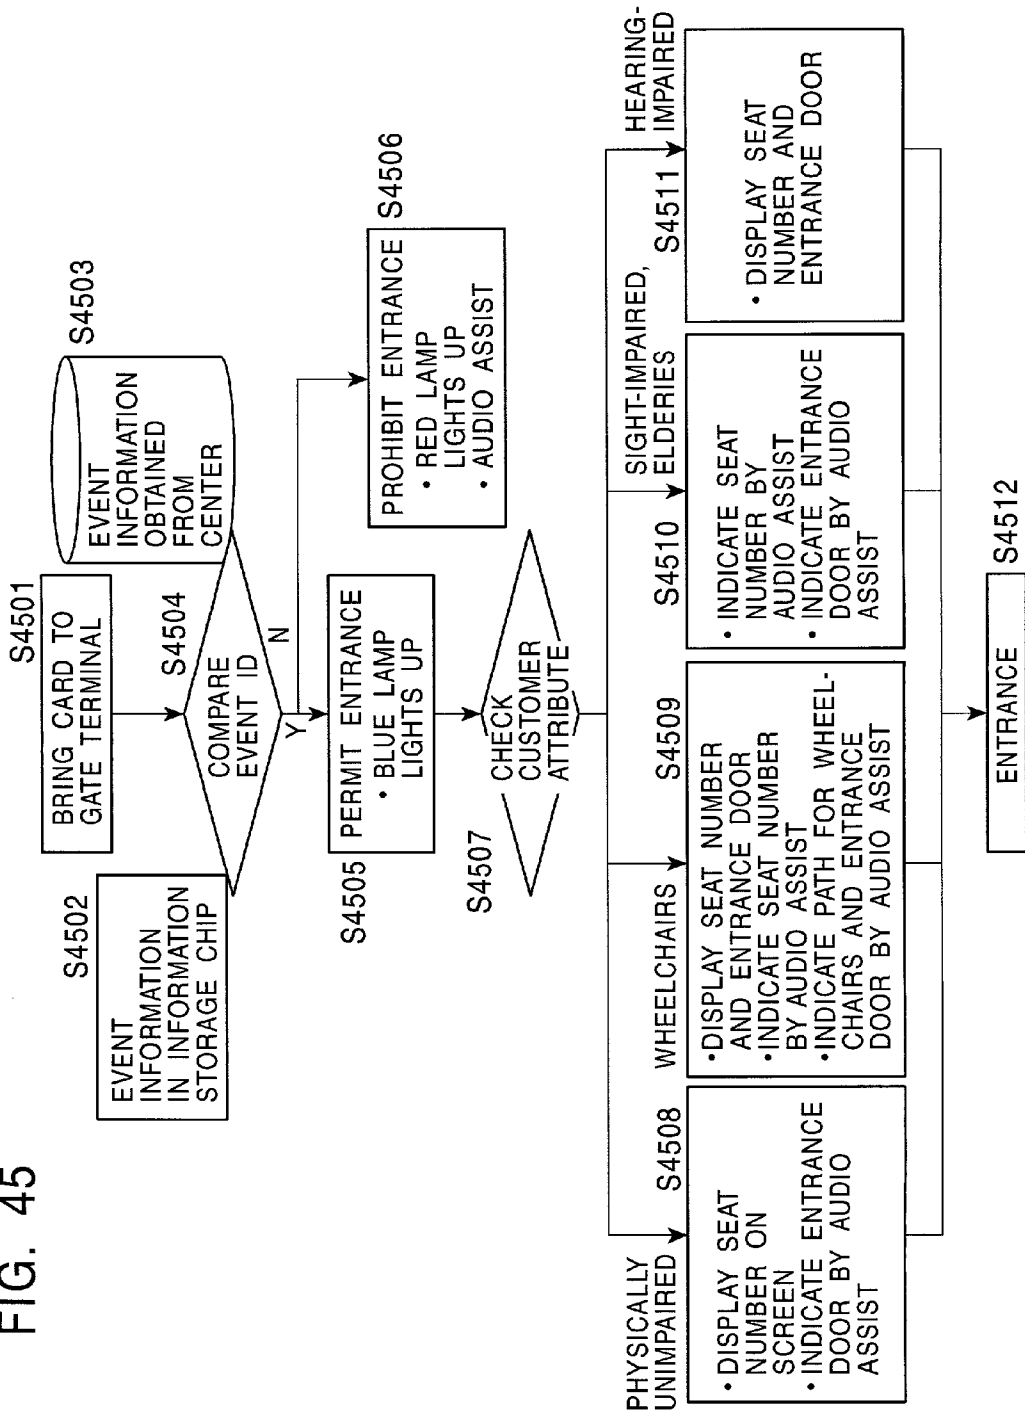 FIG. 45
S4501
BRING CARD TO
GATE TERMINAL
S4502
EVENT
INFORMATION
IN INFORMATION
STORAGE CHIP
S4503
EVENT
INFORMATION
OBTAINED
FROM
CENTER
S4504
COMPARE
EVENT ID
Y
N
S4505
PERMIT ENTRANCE
• BLUE LAMP
LIGHTS UP
S4506
PROHIBIT ENTRANCE
• RED LAMP
LIGHTS UP
• AUDIO ASSIST
S4507
CHECK
CUSTOMER
ATTRIBUTE
PHYSICALLY
UNIMPAIRED
S4508
• DISPLAY SEAT
NUMBER ON
SCREEN
• INDICATE ENTRANCE
DOOR BY AUDIO
ASSIST
WHEELCHAIRS
S4509
• DISPLAY SEAT NUMBER
AND ENTRANCE DOOR
• INDICATE SEAT NUMBER
BY AUDIO ASSIST
• INDICATE PATH FOR WHEEL-
CHAIRS AND ENTRANCE
DOOR BY AUDIO ASSIST
SIGHT-IMPAIRED,
ELDERIES
S4510
• INDICATE SEAT
NUMBER BY
AUDIO ASSIST
• INDICATE ENTRANCE
DOOR BY AUDIO
ASSIST
HEARING-
IMPAIRED
S4511
• DISPLAY SEAT
NUMBER AND
ENTRANCE DOOR
S4512
ENTRANCE